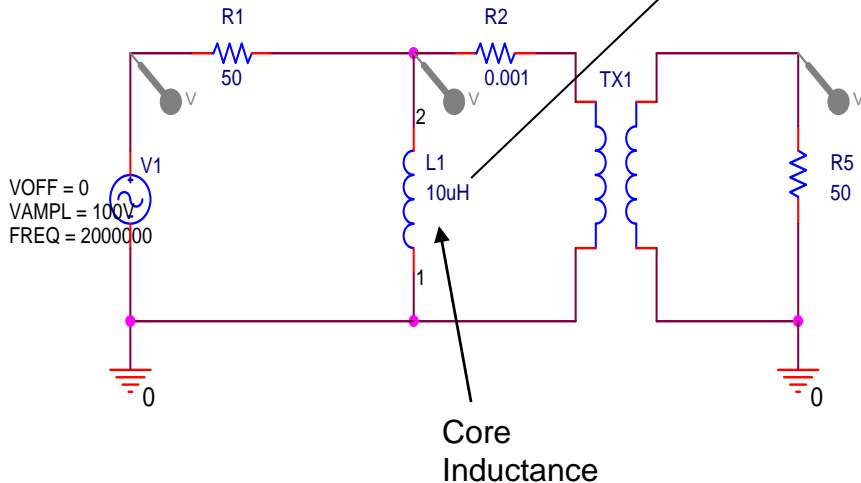 R1
50
R2
0.001
TX1
V
V
V
2
L1
10uH
1
V1
VOFF = 0
VAMPL = 100V
FREQ = 2000000
R5
50
0
0
Core
Inductance